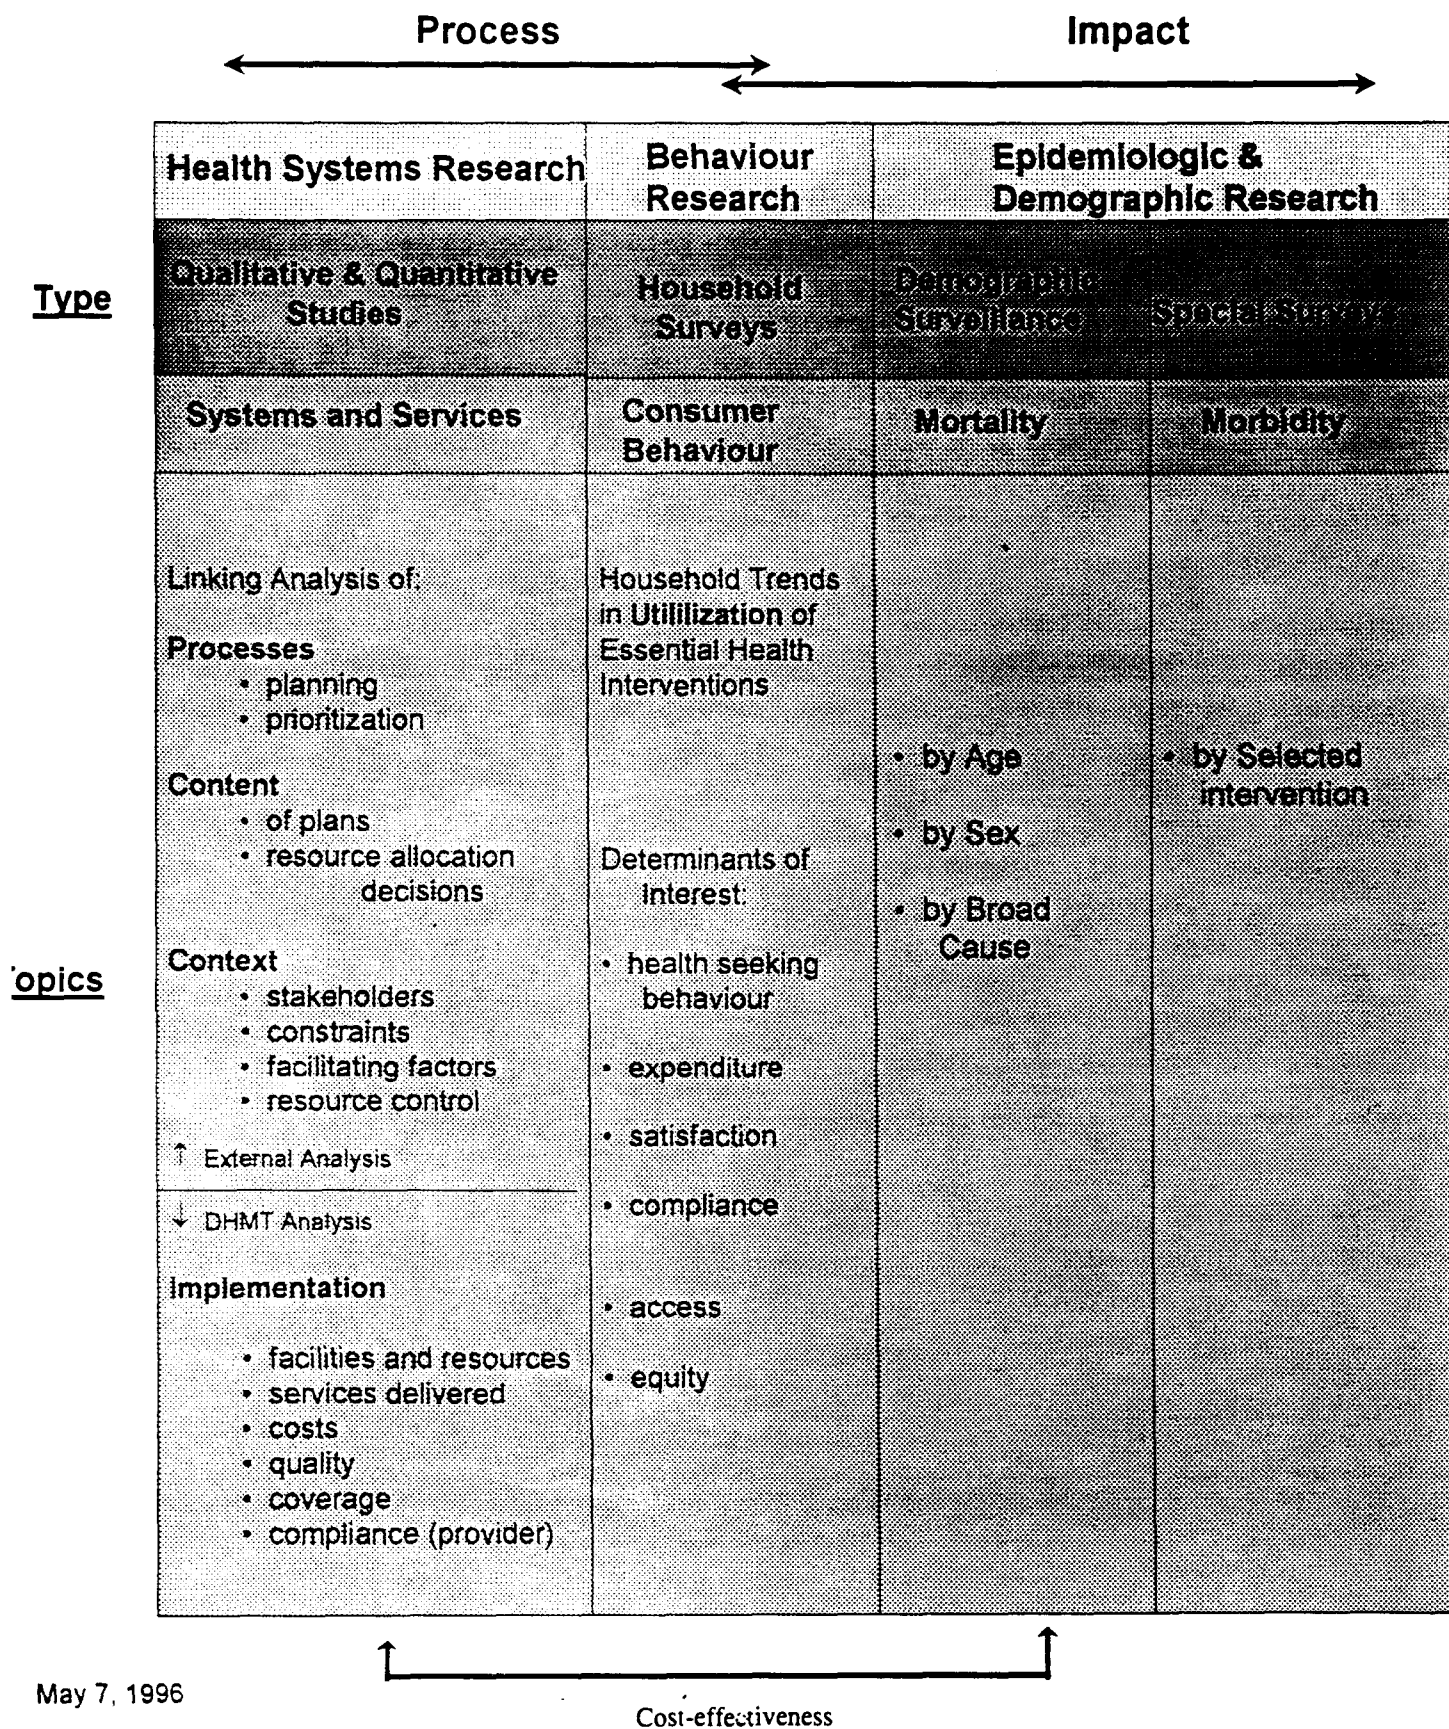 Process
Impact
Health Systems Research
Behaviour
Research
Epidemiologic &
Demographic Research
Type
Qualitative & Quantitative
Studies
Household
Surveys
Demographic
Surveillance
Special Surveys
Systems and Services
Consumer
Behaviour
Mortality
Morbidity
Linking Analysis of:
Processes
• planning
• prioritization
Content
• of plans
• resource allocation
decisions
Context
• stakeholders
• constraints
• facilitating factors
• resource control
↑ External Analysis
↓ DHMT Analysis
Implementation
• facilities and resources
• services delivered
• costs
• quality
• coverage
• compliance (provider)
Household Trends
in Utililization of
Essential Health
Interventions
Determinants of
Interest:
• health seeking
behaviour
• expenditure
• satisfaction
• compliance
• access
• equity
• by Age
• by Sex
• by Broad
Cause
• by Selected
intervention
opics
May 7, 1996
Cost-effectiveness